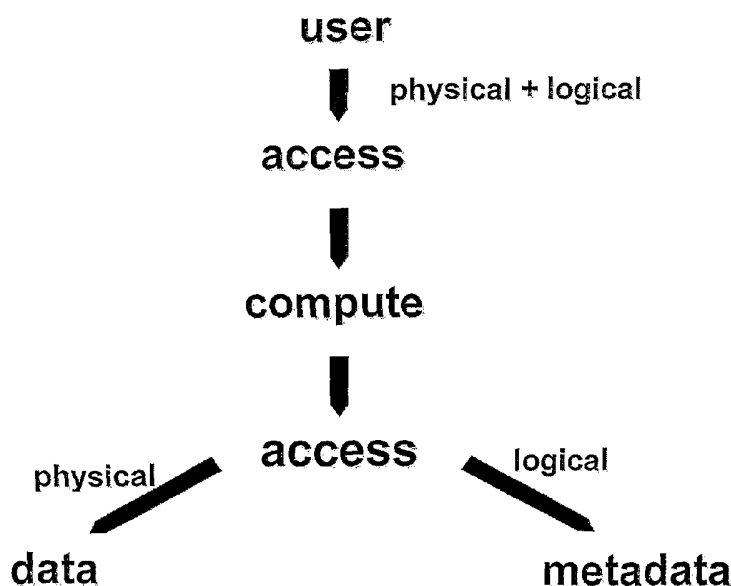 user
physical + logical
access
compute
access
physical
logical
data
metadata